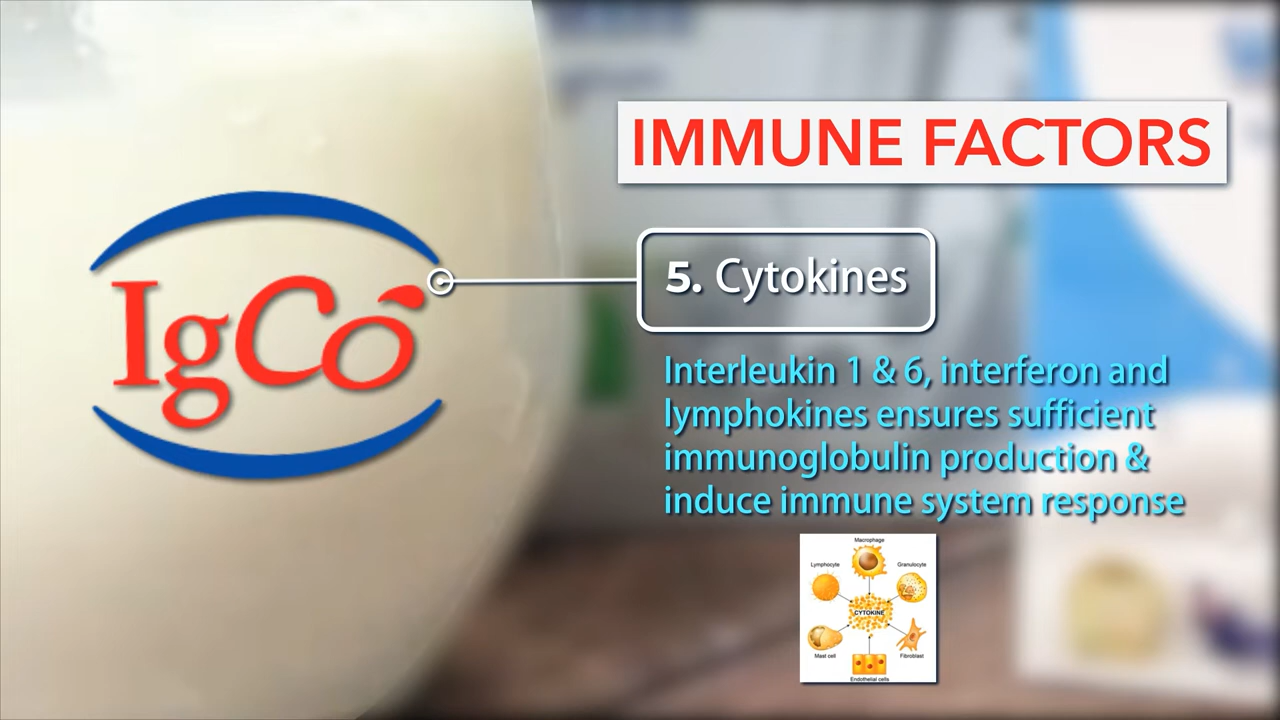 IMMUNE FACTORS
IgCo
5. Cytokines
Interleukin 1 & 6, interferon and
lymphokines ensures sufficient
immunoglobulin production &
induce immune system response
Macrophage
Lymphocyte
Granulocyte
CYTOKINE
Mast cell
Fibroblast
Endothelial cells